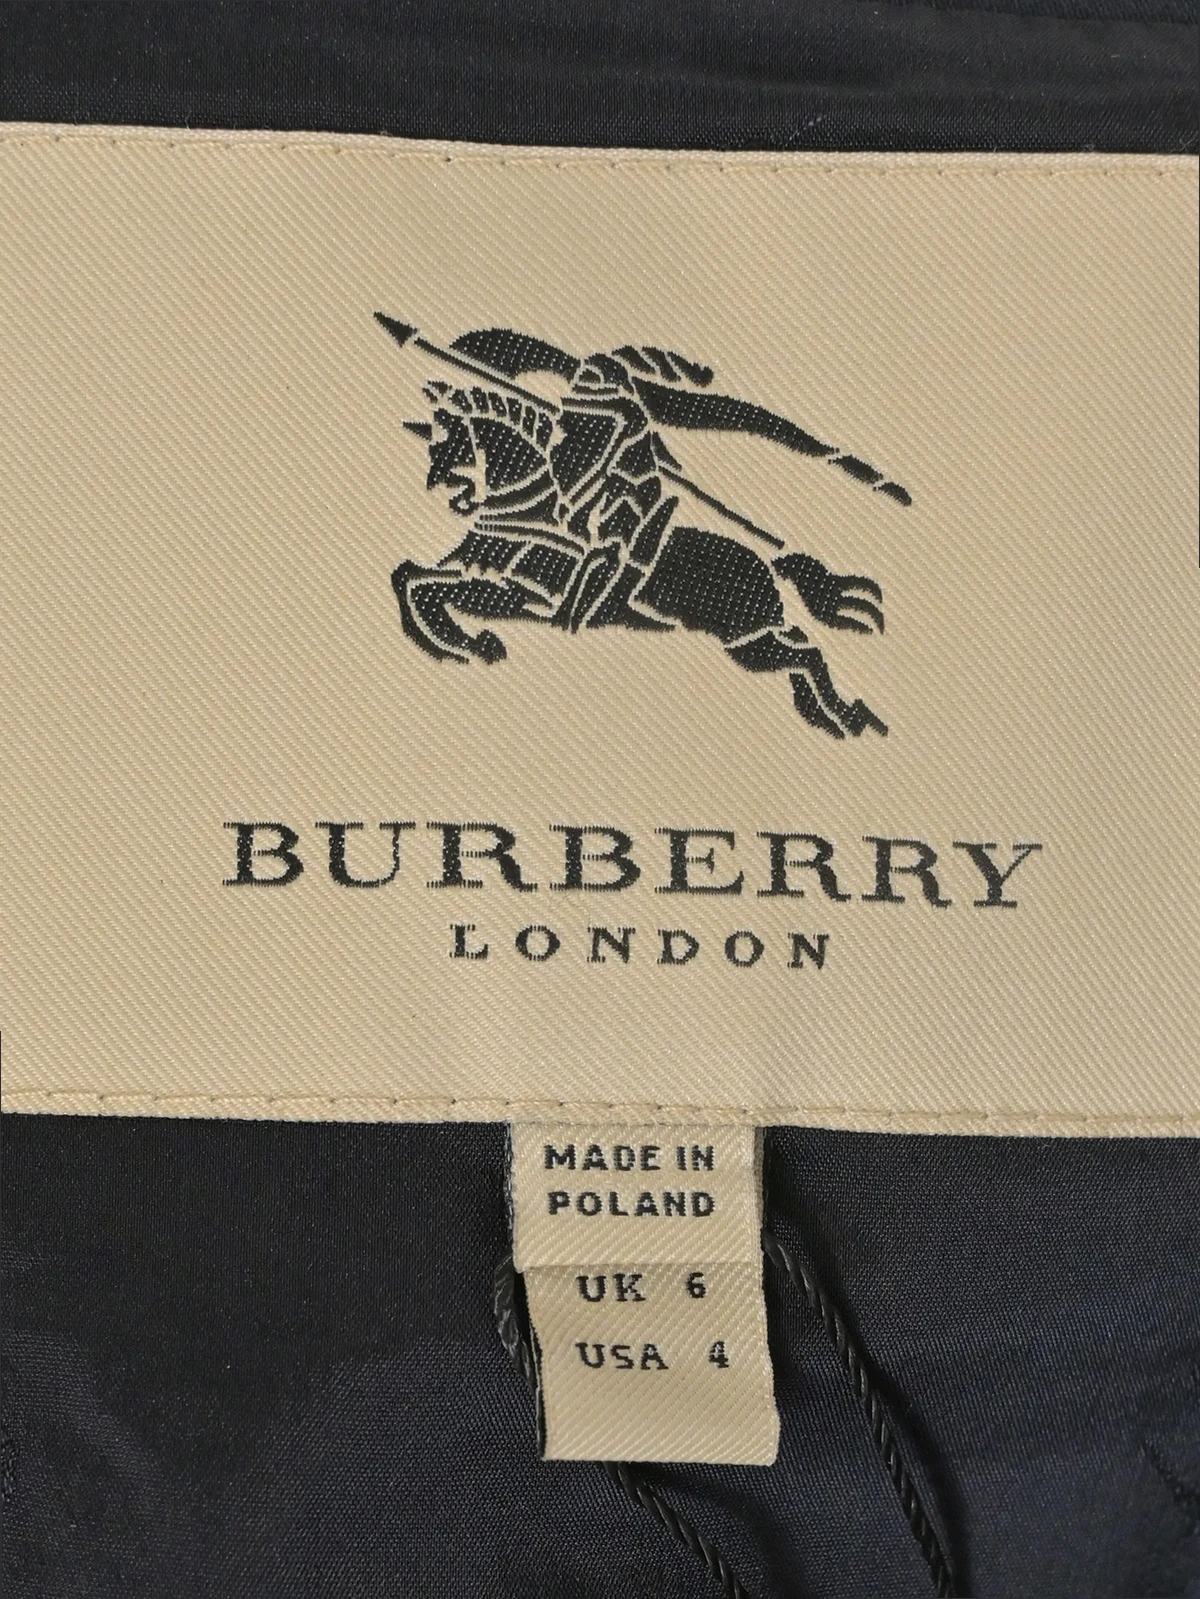 BURBERRY
LONDON
MADE IN
POLAND
UK 6
USA 4